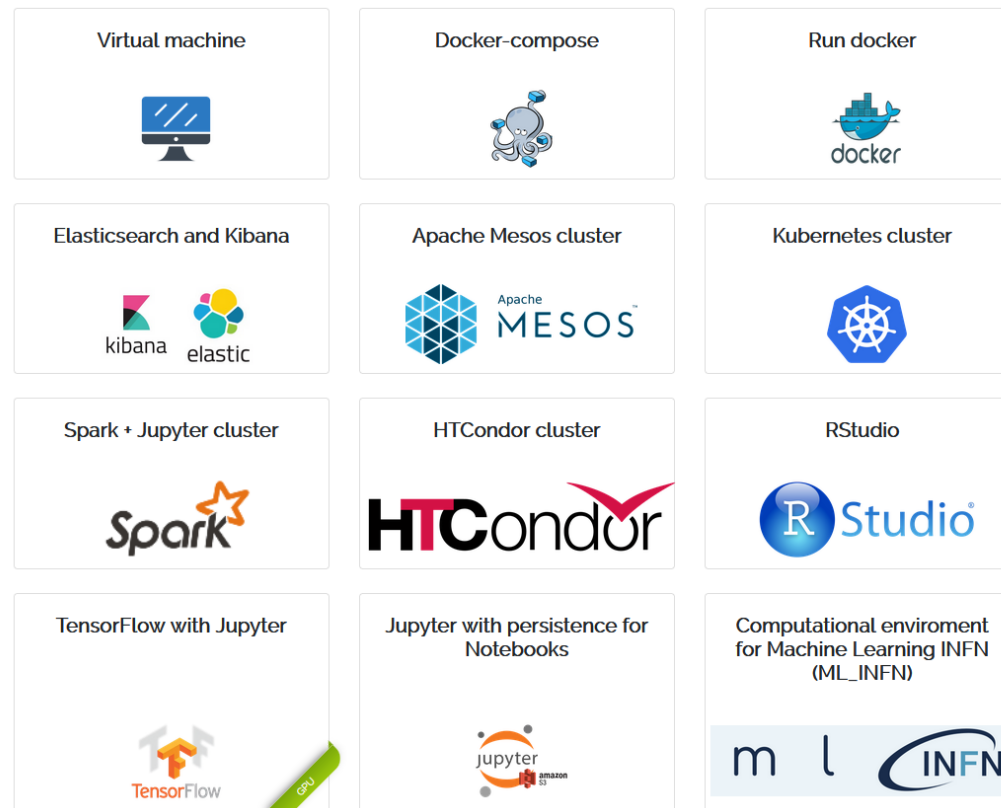 Virtual machine
Docker-compose
Run docker
docker
Elasticsearch and Kibana
Apache Mesos cluster
Kubernetes cluster
kibana
elastic
Apache
MESOS™
Spark + Jupyter cluster
HTCondor cluster
RStudio
Spark
HTCondor
R Studio®
TensorFlow with Jupyter
Jupyter with persistence for
Notebooks
Computational enviroment
for Machine Learning INFN
(ML_INFN)
TF
TensorFlow
GPU
jupyter
amazon
S3
m l INFN